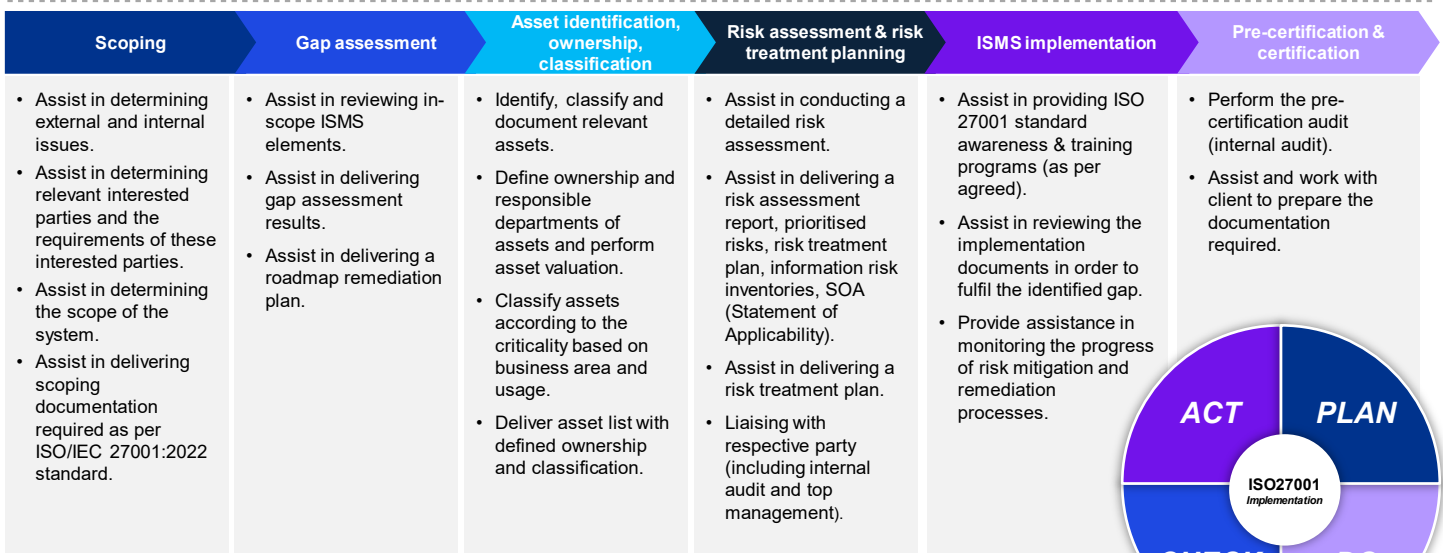 Scoping
Gap assessment
Asset identification,
ownership,
classification
Risk assessment & risk
treatment planning
ISMS implementation
Pre-certification &
certification
• Assist in determining
external and internal
issues.
• Assist in determining
relevant interested
parties and the
requirements of these
interested parties.
• Assist in determining
the scope of the
system.
• Assist in delivering
scoping
documentation
required as per
ISO/IEC 27001:2022
standard.
• Assist in reviewing in-
scope ISMS
elements.
• Assist in delivering
gap assessment
results.
• Assist in delivering a
roadmap remediation
plan.
• Identify, classify and
document relevant
assets.
• Define ownership and
responsible
departments of
assets and perform
asset valuation.
• Classify assets
according to the
criticality based on
business area and
usage.
• Deliver asset list with
defined ownership
and classification.
• Assist in conducting a
detailed risk
assessment.
• Assist in delivering a
risk assessment
report, prioritised
risks, risk treatment
plan, information risk
inventories, SOA
(Statement of
Applicability).
• Assist in delivering a
risk treatment plan.
• Liaising with
respective party
(including internal
audit and top
management).
• Assist in providing ISO
27001 standard
awareness & training
programs (as per
agreed).
• Assist in reviewing the
implementation
documents in order to
fulfil the identified gap.
• Provide assistance in
monitoring the progress
of risk mitigation and
remediation
processes.
• Perform the pre-
certification audit
(internal audit).
• Assist and work with
client to prepare the
documentation
required.
ACT
PLAN
ISO27001
Implementation